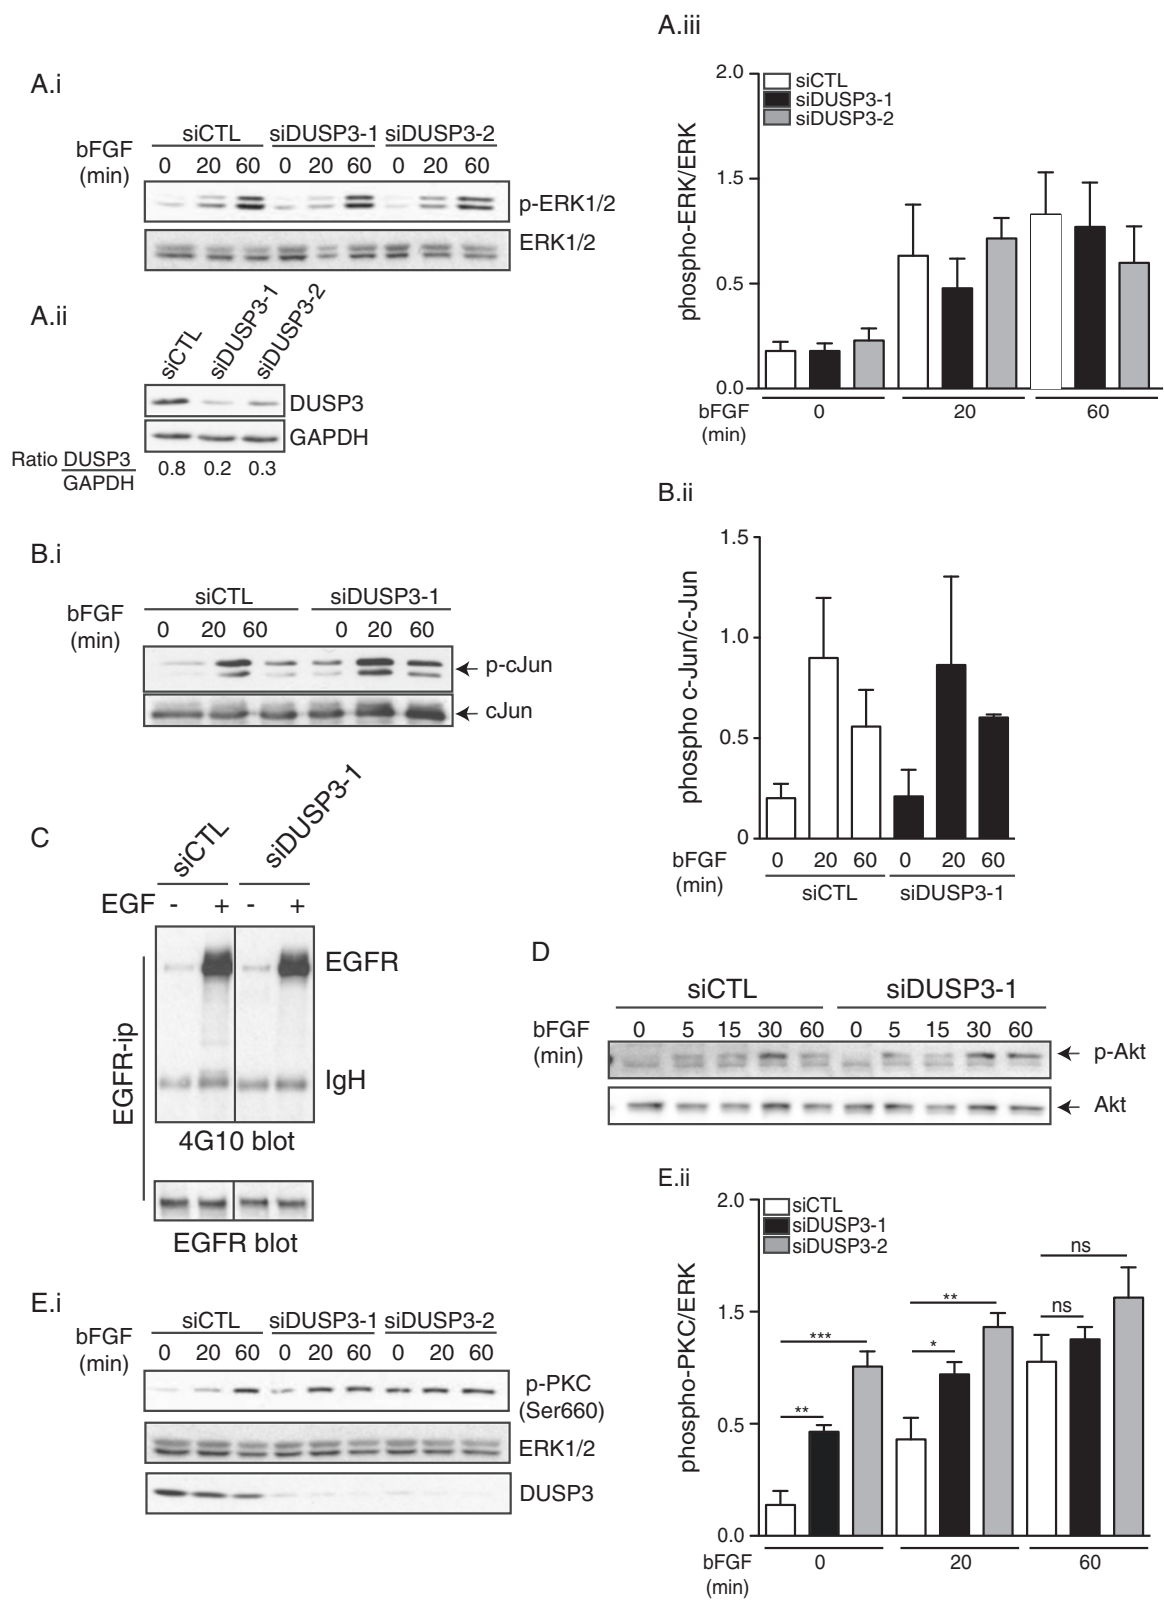 A.i
siCTL siDUSP3-1 siDUSP3-2
bFGF
(min)
0 20 60 0 20 60 0 20 60
p-ERK1/2
ERK1/2
A.ii
siCTL siDUSP3-1 siDUSP3-2
DUSP3
GAPDH
Ratio DUSP3
GAPDH
0.8 0.2 0.3
A.iii
siCTL
siDUSP3-1
siDUSP3-2
phospho-ERK/ERK
2.0
1.5
0.5
0.0
bFGF
(min)
0 20 60
B.i
siCTL siDUSP3-1
bFGF
(min)
0 20 60 0 20 60
p-cJun
cJun
B.ii
phospho c-Jun/c-Jun
1.5
1.0
0.5
0
bFGF
(min)
0 20 60 0 20 60
siCTL siDUSP3-1
C
siCTL siDUSP3-1
EGF - + - +
EGFR-ip
EGFR
IgH
4G10 blot
EGFR blot
D
siCTL siDUSP3-1
bFGF
(min)
0 5 15 30 60 0 5 15 30 60
p-Akt
Akt
E.i
siCTL siDUSP3-1 siDUSP3-2
bFGF
(min)
0 20 60 0 20 60 0 20 60
p-PKC
(Ser660)
ERK1/2
DUSP3
E.ii
siCTL
siDUSP3-1
siDUSP3-2
phospho-PKC/ERK
2.0
1.5
0.5
0.0
**
***
*
**
ns
ns
bFGF
(min)
0 20 60